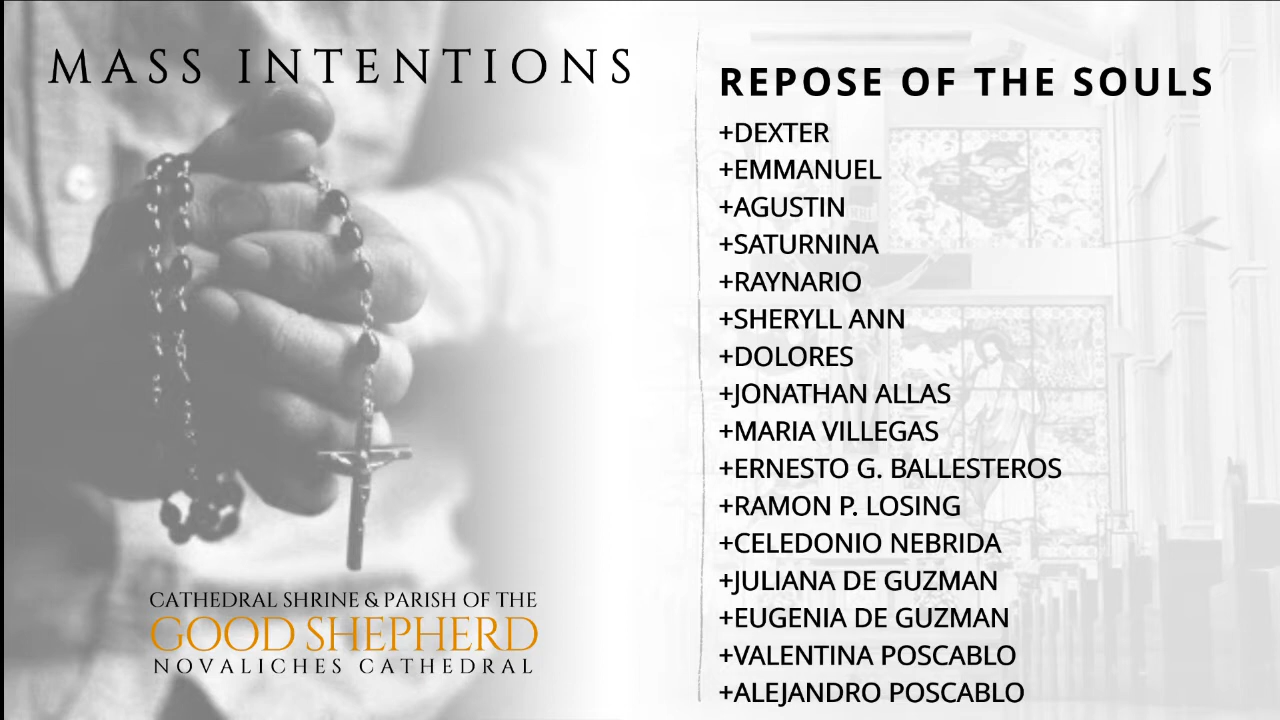 MASS INTENTIONS
CATHEDRAL SHRINE & PARISH OF THE
GOOD SHEPHERD
NOVALICHES CATHEDRAL
REPOSE OF THE SOULS
+DEXTER
+EMMANUEL
+AGUSTIN
+SATURNINA
+RAYNARIO
+SHERYLL ANN
+DOLORES
+JONATHAN ALLAS
+MARIA VILLEGAS
+ERNESTO G. BALLESTEROS
+RAMON P. LOSING
+CELEDONIO NEBRIDA
+JULIANA DE GUZMAN
+EUGENIA DE GUZMAN
+VALENTINA POSCABLO
+ALEJANDRO POSCABLO